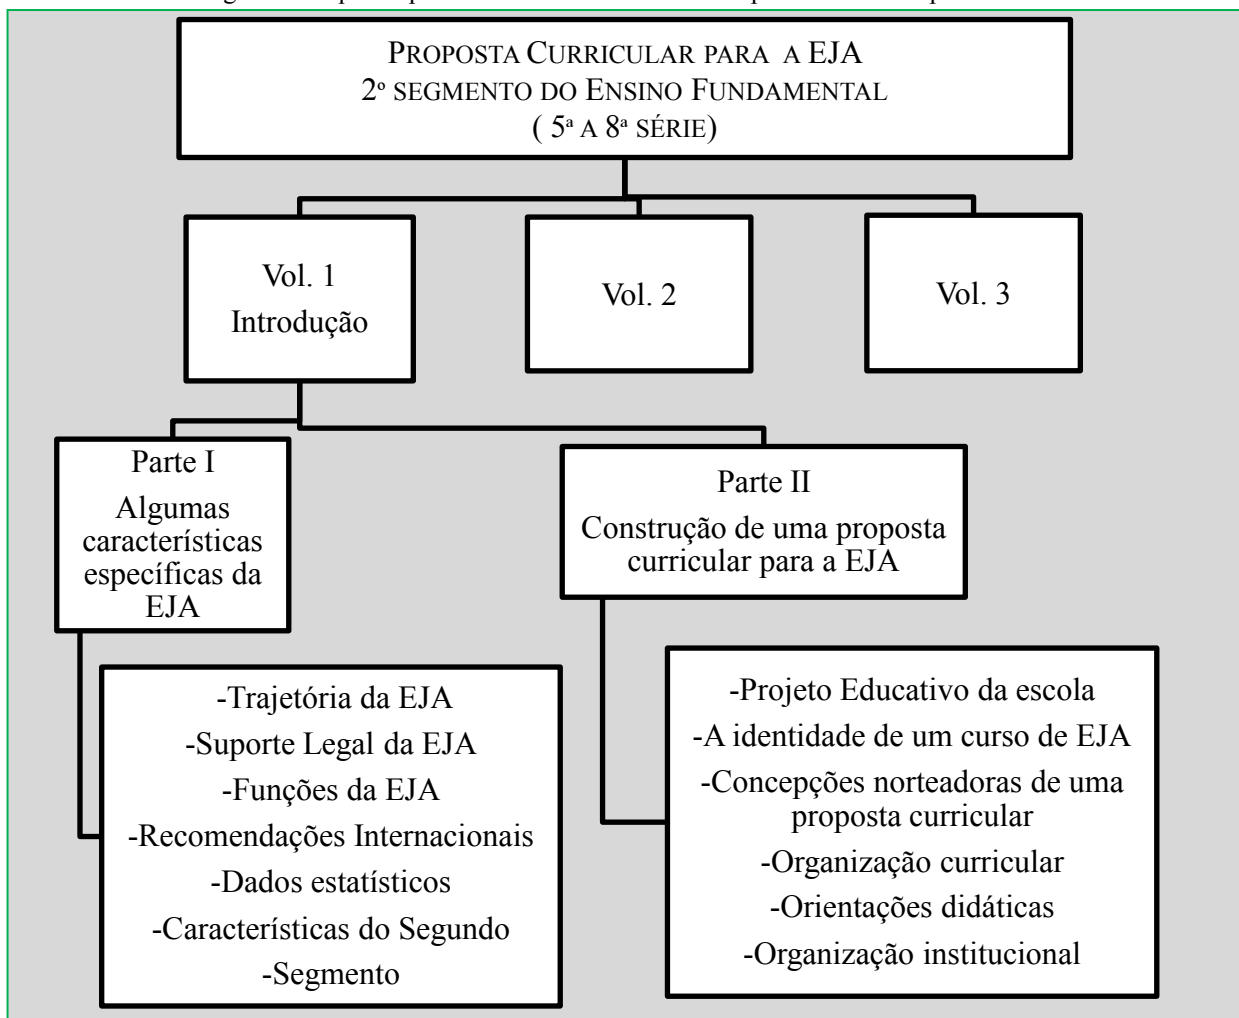 PROPOSTA CURRICULAR PARA A EJA
2º SEGMENTO DO ENSINO FUNDAMENTAL
( 5ª A 8ª SÉRIE)
Vol. 1
Introdução
Vol. 2
Vol. 3
Parte I
Algumas
características
específicas da
EJA
Parte II
Construção de uma proposta
curricular para a EJA
-Trajetória da EJA
-Suporte Legal da EJA
-Funções da EJA
-Recomendações Internacionais
-Dados estatísticos
-Características do Segundo
-Segmento
-Projeto Educativo da escola
-A identidade de um curso de EJA
-Concepções norteadoras de uma
proposta curricular
-Organização curricular
-Orientações didáticas
-Organização institucional